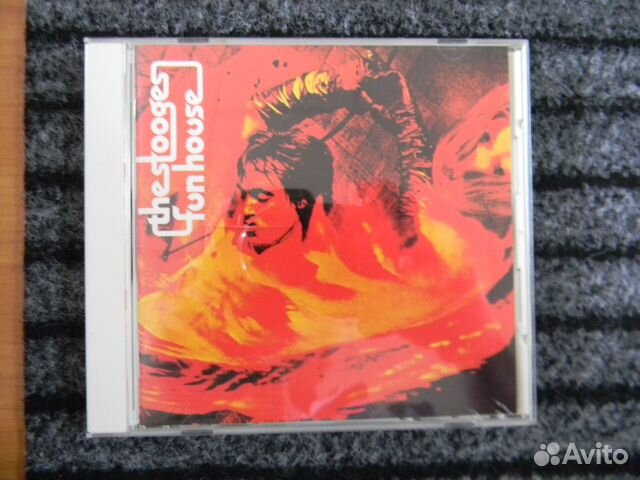 the stooges
fun house
Avito